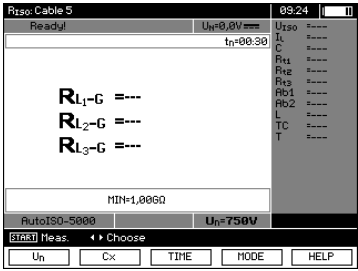 RISO: Cable 5 09:24
Ready! UN=0,0V
tn=00:30
RL1-G =---
RL2-G =---
RL3-G =---
MIN=1,00GΩ
UISO =---
IL =---
C =---
Rt1 =---
Rt2 =---
Rt3 =---
Ab1 =---
Ab2 =---
L =---
TC =---
T =---
AutoISO-5000 Un=750V
START Meas. Choose
Un Cx TIME MODE HELP